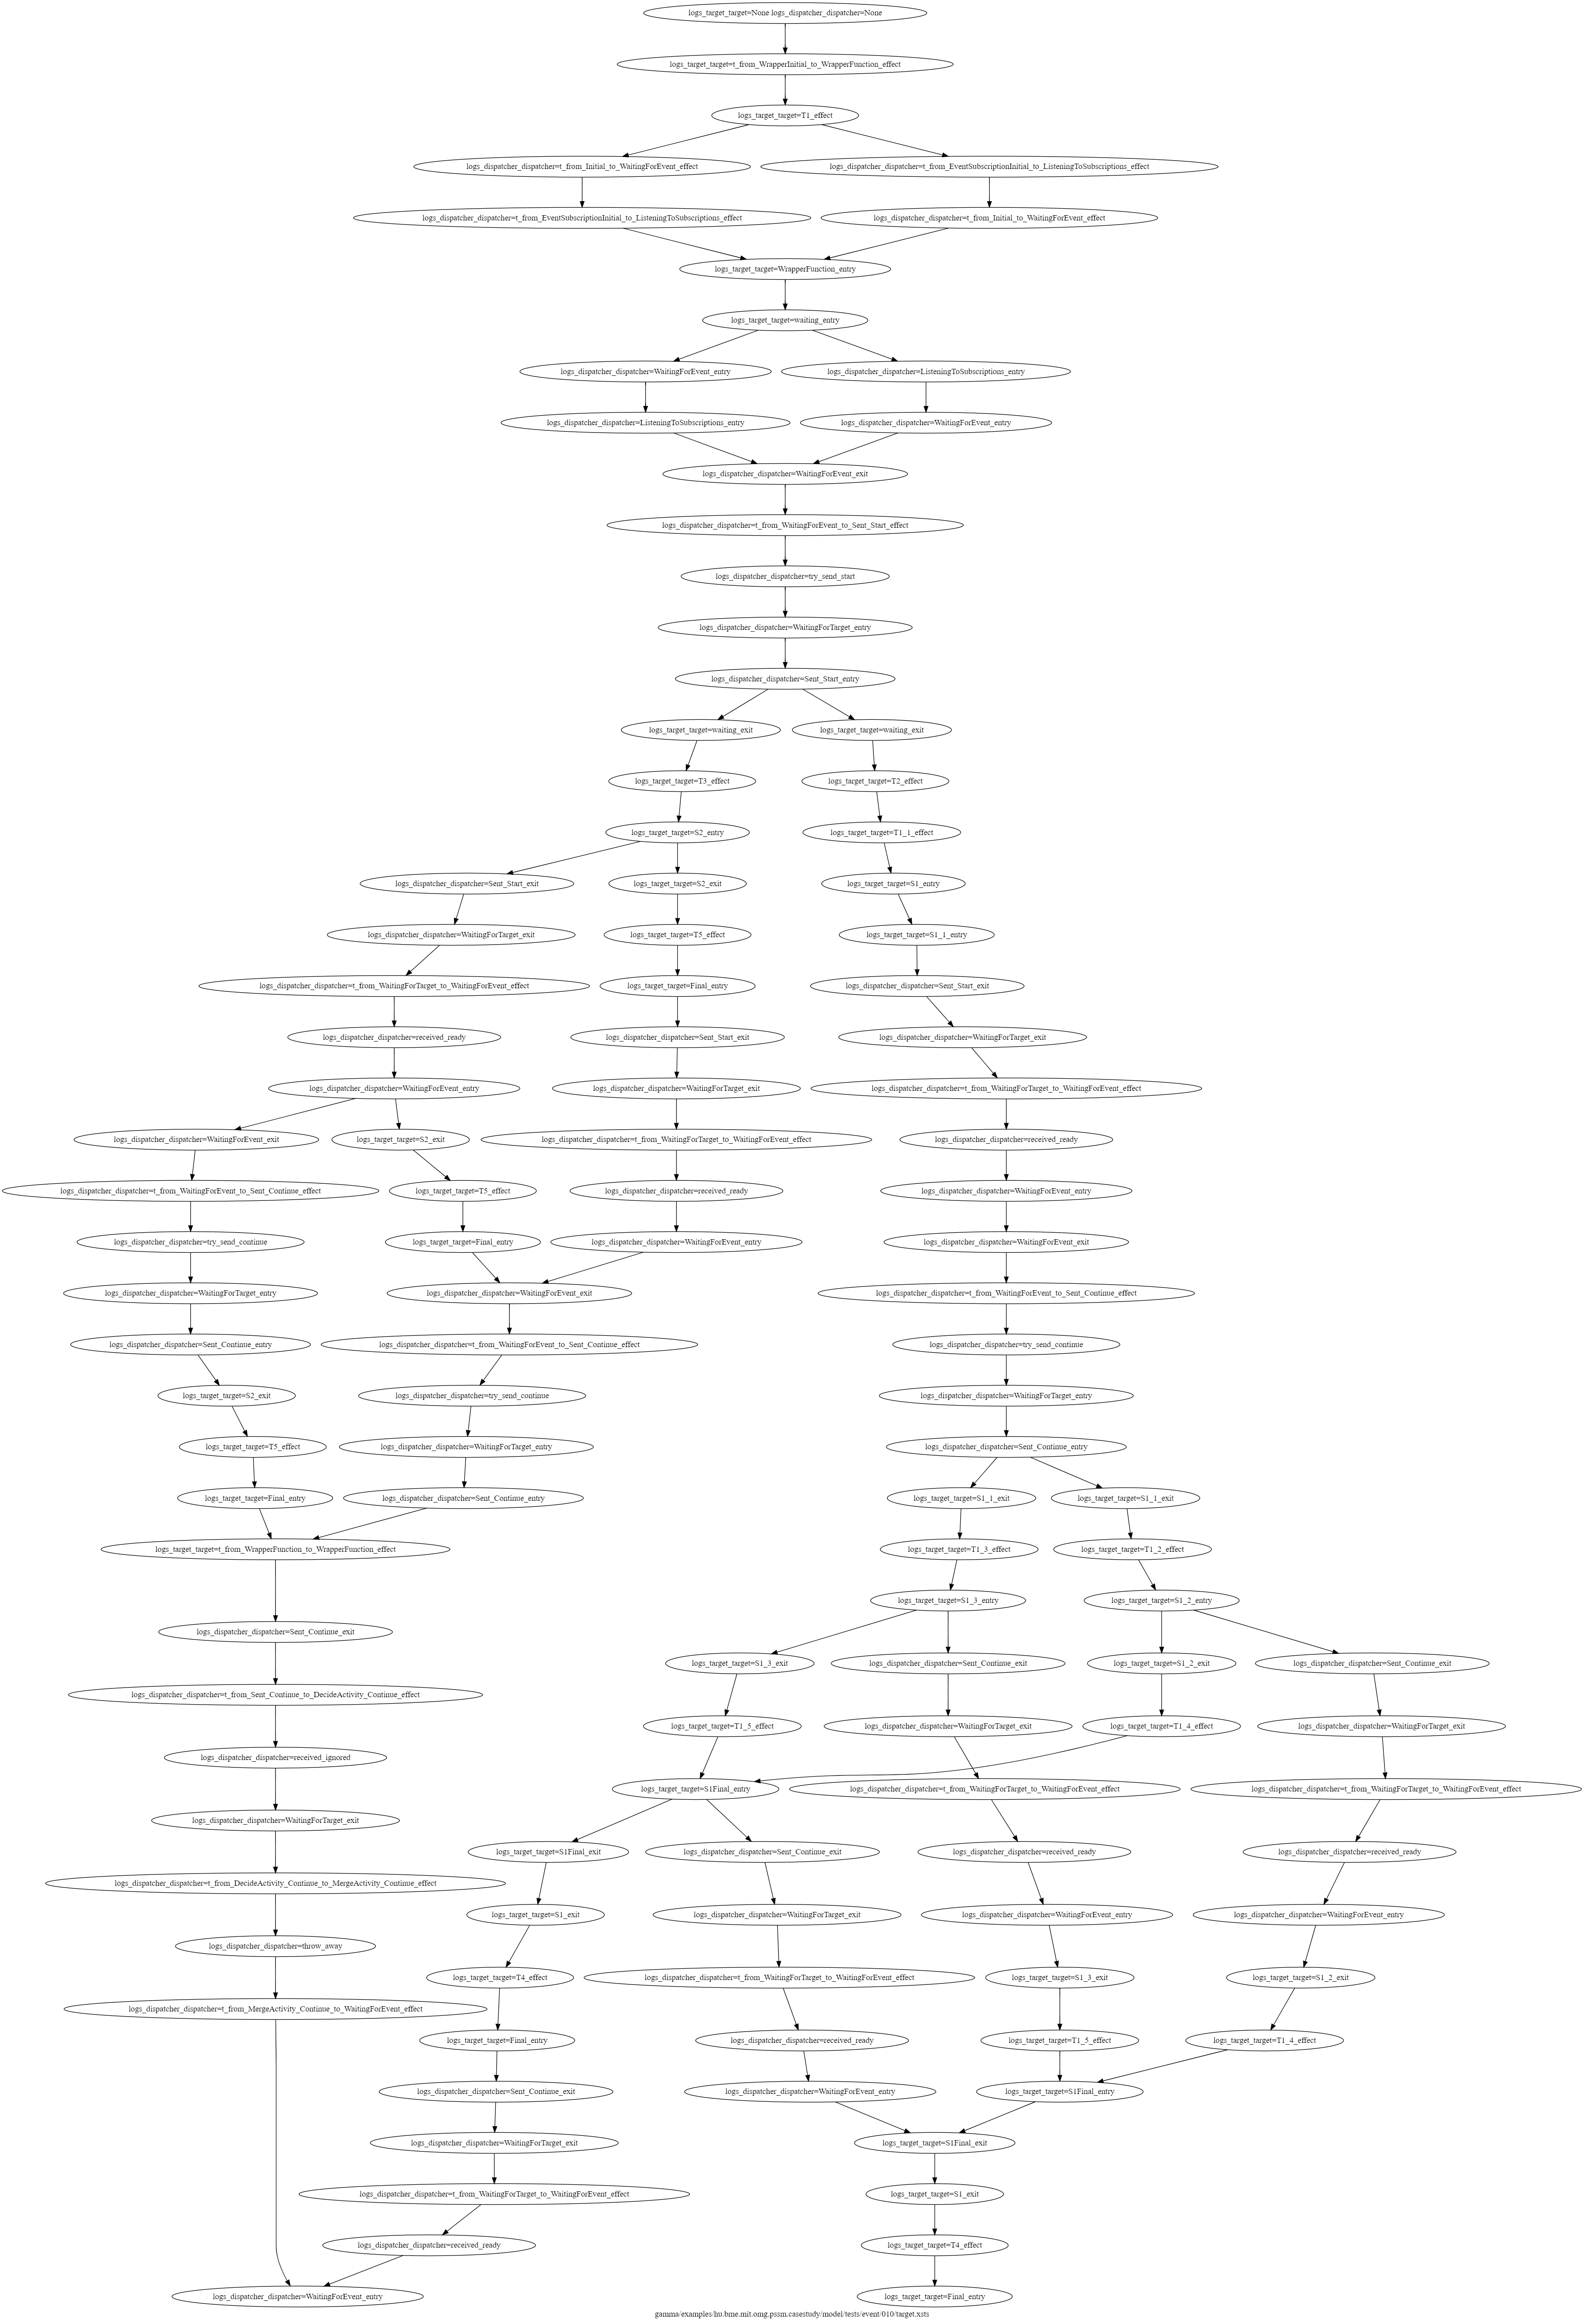 logs_target_target=None logs_dispatcher_dispatcher=None
logs_target_target=t_from_WrapperInitial_to_WrapperFunction_effect
logs_target_target=T1_effect
logs_dispatcher_dispatcher=t_from_Initial_to_WaitingForEvent_effect
logs_dispatcher_dispatcher=t_from_EventSubscriptionInitial_to_ListeningToSubscriptions_effect
logs_dispatcher_dispatcher=t_from_EventSubscriptionInitial_to_ListeningToSubscriptions_effect
logs_dispatcher_dispatcher=t_from_Initial_to_WaitingForEvent_effect
logs_target_target=WrapperFunction_entry
logs_target_target=waiting_entry
logs_dispatcher_dispatcher=WaitingForEvent_entry
logs_dispatcher_dispatcher=ListeningToSubscriptions_entry
logs_dispatcher_dispatcher=ListeningToSubscriptions_entry
logs_dispatcher_dispatcher=WaitingForEvent_entry
logs_dispatcher_dispatcher=WaitingForEvent_exit
logs_dispatcher_dispatcher=t_from_WaitingForEvent_to_Sent_Start_effect
logs_dispatcher_dispatcher=try_send_start
logs_dispatcher_dispatcher=WaitingForTarget_entry
logs_dispatcher_dispatcher=Sent_Start_entry
logs_target_target=waiting_exit
logs_target_target=waiting_exit
logs_target_target=T3_effect
logs_target_target=T2_effect
logs_target_target=S2_entry
logs_target_target=T1_1_effect
logs_dispatcher_dispatcher=Sent_Start_exit
logs_target_target=S2_exit
logs_target_target=S1_entry
logs_dispatcher_dispatcher=WaitingForTarget_exit
logs_target_target=T5_effect
logs_target_target=S1_1_entry
logs_dispatcher_dispatcher=t_from_WaitingForTarget_to_WaitingForEvent_effect
logs_target_target=Final_entry
logs_dispatcher_dispatcher=Sent_Start_exit
logs_dispatcher_dispatcher=received_ready
logs_dispatcher_dispatcher=Sent_Start_exit
logs_dispatcher_dispatcher=WaitingForTarget_exit
logs_dispatcher_dispatcher=WaitingForEvent_entry
logs_dispatcher_dispatcher=WaitingForTarget_exit
logs_dispatcher_dispatcher=t_from_WaitingForTarget_to_WaitingForEvent_effect
logs_dispatcher_dispatcher=WaitingForEvent_exit
logs_target_target=S2_exit
logs_dispatcher_dispatcher=t_from_WaitingForTarget_to_WaitingForEvent_effect
logs_dispatcher_dispatcher=received_ready
logs_dispatcher_dispatcher=t_from_WaitingForEvent_to_Sent_Continue_effect
logs_target_target=T5_effect
logs_dispatcher_dispatcher=received_ready
logs_dispatcher_dispatcher=WaitingForEvent_entry
logs_dispatcher_dispatcher=try_send_continue
logs_target_target=Final_entry
logs_dispatcher_dispatcher=WaitingForEvent_entry
logs_dispatcher_dispatcher=WaitingForEvent_exit
logs_dispatcher_dispatcher=WaitingForTarget_entry
logs_dispatcher_dispatcher=WaitingForEvent_exit
logs_dispatcher_dispatcher=t_from_WaitingForEvent_to_Sent_Continue_effect
logs_dispatcher_dispatcher=Sent_Continue_entry
logs_dispatcher_dispatcher=t_from_WaitingForEvent_to_Sent_Continue_effect
logs_dispatcher_dispatcher=try_send_continue
logs_target_target=S2_exit
logs_dispatcher_dispatcher=try_send_continue
logs_dispatcher_dispatcher=WaitingForTarget_entry
logs_target_target=T5_effect
logs_dispatcher_dispatcher=WaitingForTarget_entry
logs_dispatcher_dispatcher=Sent_Continue_entry
logs_target_target=Final_entry
logs_dispatcher_dispatcher=Sent_Continue_entry
logs_target_target=S1_1_exit
logs_target_target=S1_1_exit
logs_target_target=t_from_WrapperFunction_to_WrapperFunction_effect
logs_target_target=T1_3_effect
logs_target_target=T1_2_effect
logs_target_target=S1_3_entry
logs_target_target=S1_2_entry
logs_dispatcher_dispatcher=Sent_Continue_exit
logs_target_target=S1_3_exit
logs_dispatcher_dispatcher=Sent_Continue_exit
logs_target_target=S1_2_exit
logs_dispatcher_dispatcher=Sent_Continue_exit
logs_dispatcher_dispatcher=t_from_Sent_Continue_to_DecideActivity_Continue_effect
logs_target_target=T1_5_effect
logs_dispatcher_dispatcher=WaitingForTarget_exit
logs_target_target=T1_4_effect
logs_dispatcher_dispatcher=WaitingForTarget_exit
logs_dispatcher_dispatcher=received_ignored
logs_target_target=S1Final_entry
logs_dispatcher_dispatcher=t_from_WaitingForTarget_to_WaitingForEvent_effect
logs_dispatcher_dispatcher=t_from_WaitingForTarget_to_WaitingForEvent_effect
logs_dispatcher_dispatcher=WaitingForTarget_exit
logs_target_target=S1Final_exit
logs_dispatcher_dispatcher=Sent_Continue_exit
logs_dispatcher_dispatcher=received_ready
logs_dispatcher_dispatcher=received_ready
logs_dispatcher_dispatcher=t_from_DecideActivity_Continue_to_MergeActivity_Continue_effect
logs_target_target=S1_exit
logs_dispatcher_dispatcher=WaitingForTarget_exit
logs_dispatcher_dispatcher=WaitingForEvent_entry
logs_dispatcher_dispatcher=WaitingForEvent_entry
logs_dispatcher_dispatcher=throw_away
logs_target_target=T4_effect
logs_dispatcher_dispatcher=t_from_WaitingForTarget_to_WaitingForEvent_effect
logs_target_target=S1_3_exit
logs_target_target=S1_2_exit
logs_dispatcher_dispatcher=t_from_MergeActivity_Continue_to_WaitingForEvent_effect
logs_target_target=Final_entry
logs_dispatcher_dispatcher=received_ready
logs_target_target=T1_5_effect
logs_target_target=T1_4_effect
logs_dispatcher_dispatcher=Sent_Continue_exit
logs_dispatcher_dispatcher=WaitingForEvent_entry
logs_target_target=S1Final_entry
logs_dispatcher_dispatcher=WaitingForTarget_exit
logs_target_target=S1Final_exit
logs_dispatcher_dispatcher=t_from_WaitingForTarget_to_WaitingForEvent_effect
logs_target_target=S1_exit
logs_dispatcher_dispatcher=received_ready
logs_target_target=T4_effect
logs_dispatcher_dispatcher=WaitingForEvent_entry
logs_target_target=Final_entry
gamma/examples/hu.bme.mit.omg.pssm.casestudy/model/tests/event/010/target.xsts